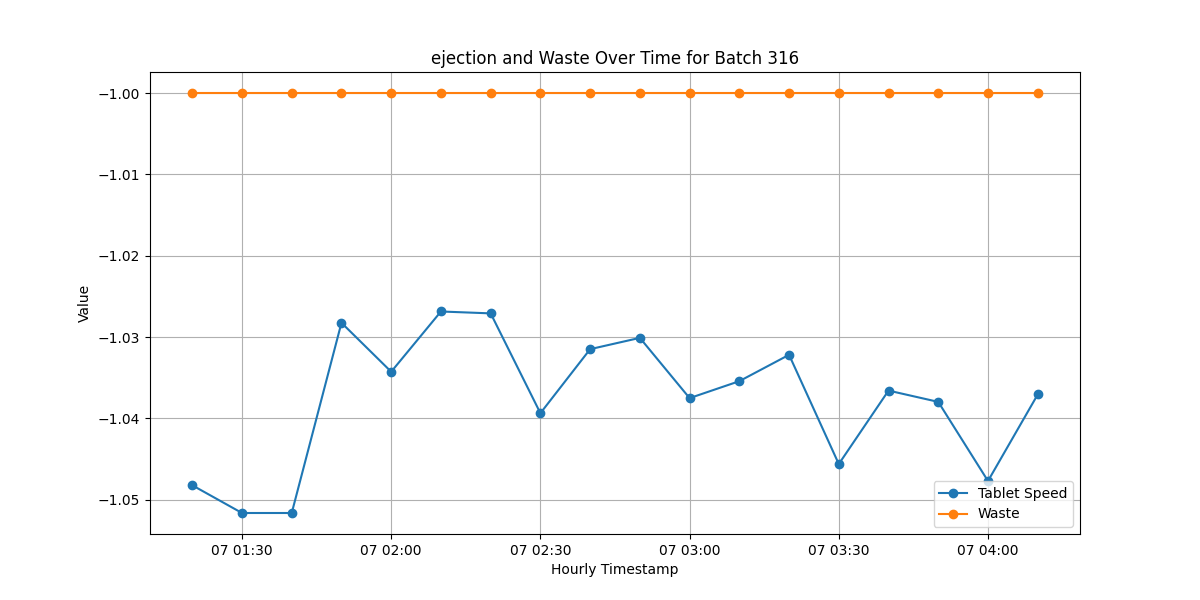 ejection and Waste Over Time for Batch 316
−1.00
−1.01
−1.02
−1.03
−1.04
−1.05
Value
07 01:30
07 02:00
07 02:30
07 03:00
07 03:30
07 04:00
Hourly Timestamp
Tablet Speed
Waste